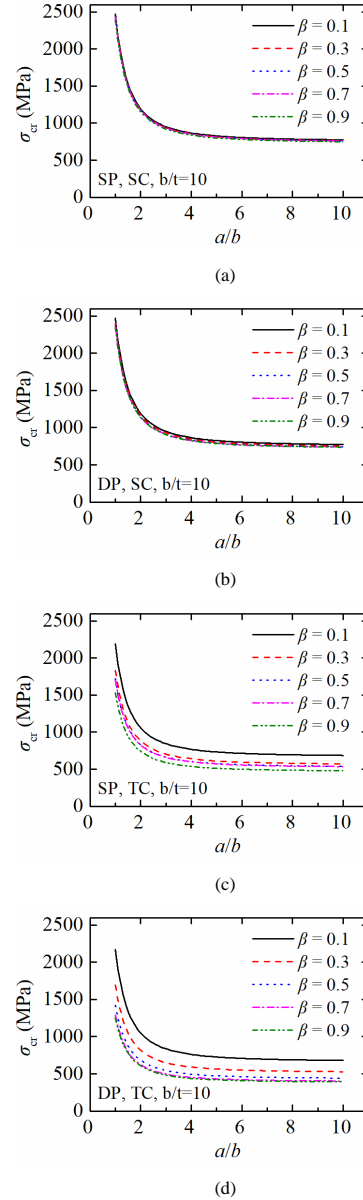 2500
2000
1500
1000
500
0
σcr (MPa)
β = 0.1
β = 0.3
β = 0.5
β = 0.7
β = 0.9
SP, SC, b/t=10
0 2 4 6 8 10
a/b
(a)
2500
2000
1500
1000
500
0
σcr (MPa)
β = 0.1
β = 0.3
β = 0.5
β = 0.7
β = 0.9
DP, SC, b/t=10
0 2 4 6 8 10
a/b
(b)
2500
2000
1500
1000
500
0
σcr (MPa)
β = 0.1
β = 0.3
β = 0.5
β = 0.7
β = 0.9
SP, TC, b/t=10
0 2 4 6 8 10
a/b
(c)
2500
2000
1500
1000
500
0
σcr (MPa)
β = 0.1
β = 0.3
β = 0.5
β = 0.7
β = 0.9
DP, TC, b/t=10
0 2 4 6 8 10
a/b
(d)